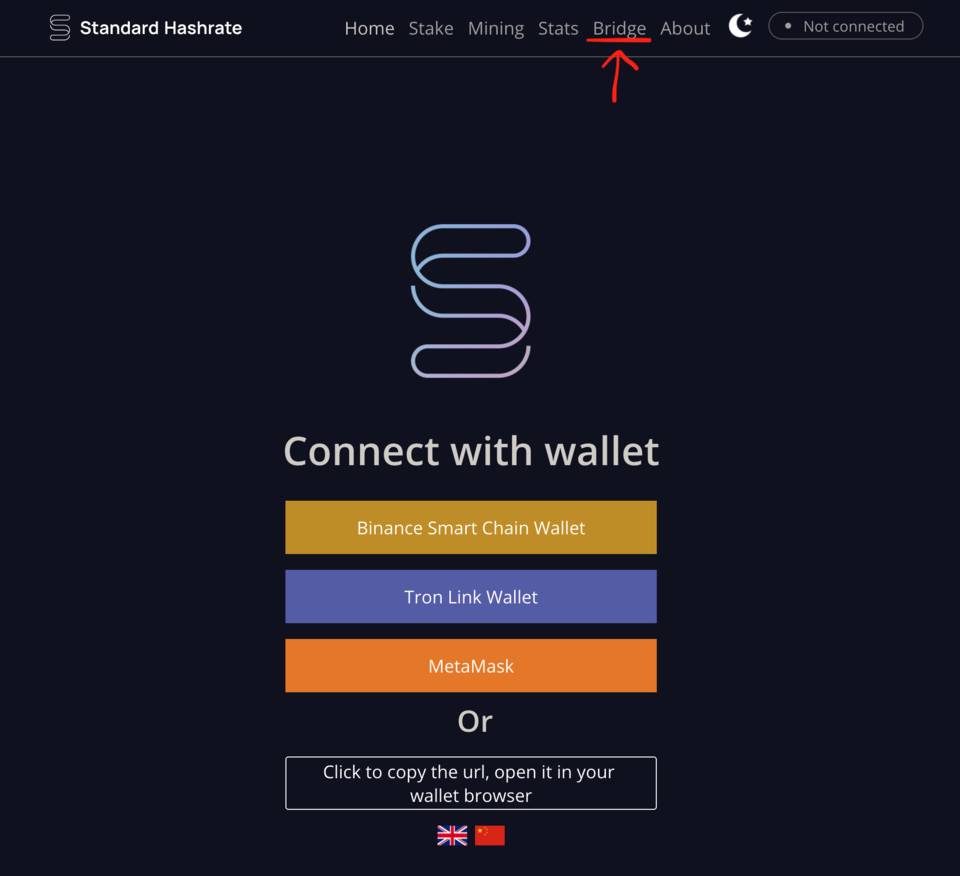 Standard Hashrate Home Stake Mining Stats Bridge About Not connected
Connect with wallet
Binance Smart Chain Wallet
Tron Link Wallet
MetaMask
Or
Click to copy the url, open it in your
wallet browser